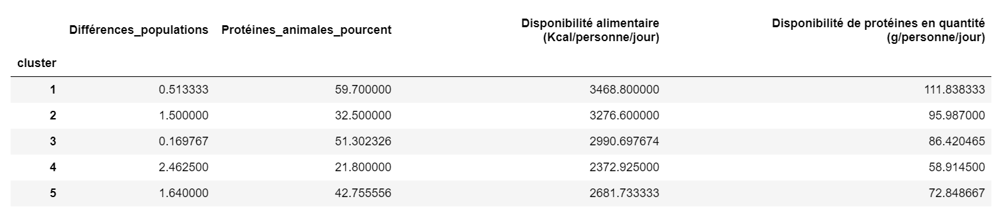 Différences_populations Protéines_animales_pourcent Disponibilité alimentaire (Kcal/personne/jour) Disponibilité de protéines en quantité (g/personne/jour)
cluster
1 0.513333 59.700000 3468.800000 111.838333
2 1.500000 32.500000 3276.600000 95.987000
3 0.169767 51.302326 2990.697674 86.420465
4 2.462500 21.800000 2372.925000 58.914500
5 1.640000 42.755556 2681.733333 72.848667